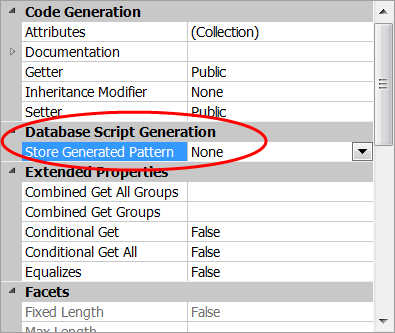 Code Generation
Attributes (Collection)
Documentation
Getter Public
Inheritance Modifier None
Setter Public
Database Script Generation
Store Generated Pattern None
Extended Properties
Combined Get All Groups
Combined Get Groups
Conditional Get False
Conditional Get All False
Equalizes False
Facets
Fixed Length False
Max Length